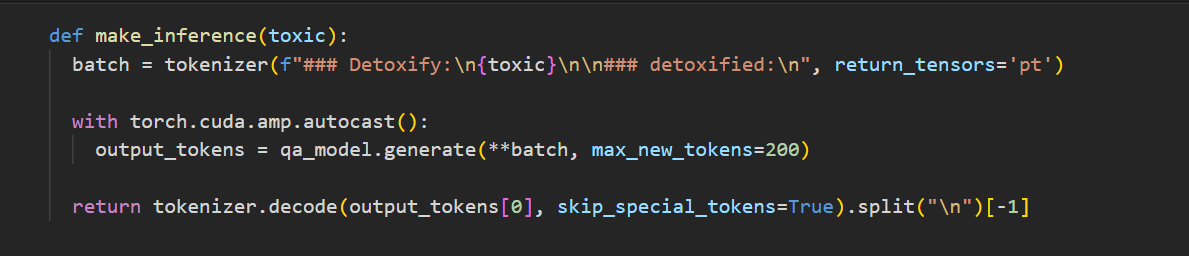 def make_inference(toxic):
  batch = tokenizer(f"### Detoxify:\n{toxic}\n\n### detoxified:\n", return_tensors='pt')
  with torch.cuda.amp.autocast():
    output_tokens = qa_model.generate(**batch, max_new_tokens=200)
  return tokenizer.decode(output_tokens[0], skip_special_tokens=True).split("\n")[-1]